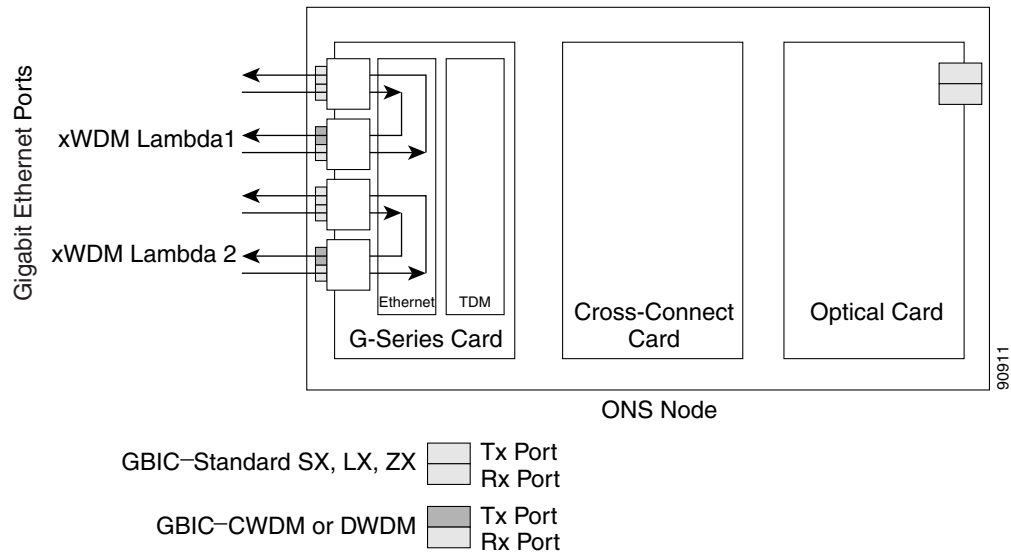 Gigabit Ethernet Ports
xWDM Lambda1
xWDM Lambda 2
Ethernet
TDM
G-Series Card
Cross-Connect
Card
Optical Card
ONS Node
90911
GBIC–Standard SX, LX, ZX
Tx Port
Rx Port
GBIC–CWDM or DWDM
Tx Port
Rx Port